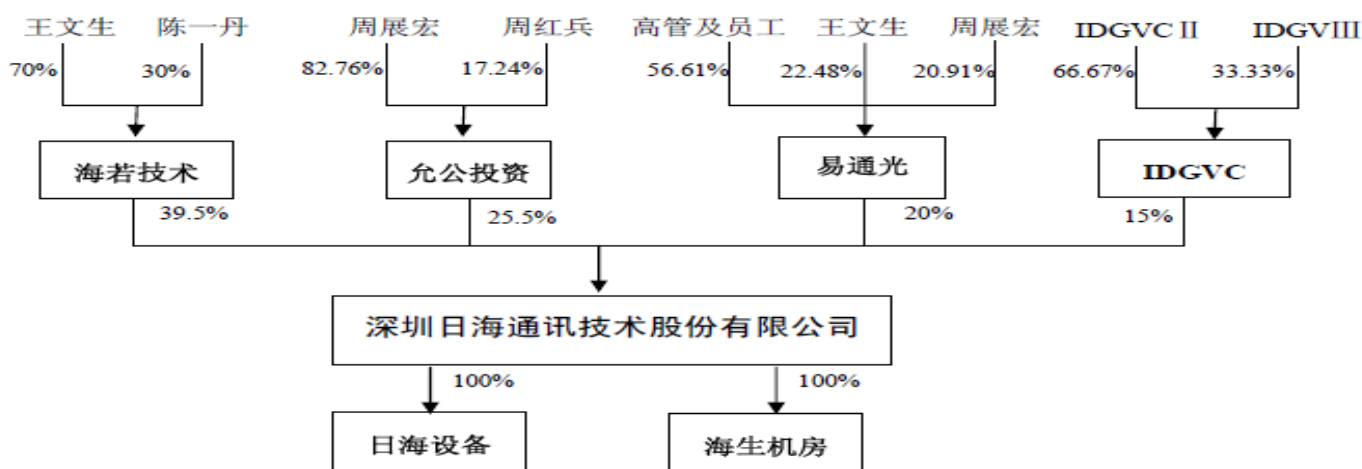 王文生 陈一丹 周展宏 周红兵 高管及员工 王文生 周展宏 IDGVCⅡ IDGVⅢ
70% 30% 82.76% 17.24% 56.61% 22.48% 20.91% 66.67% 33.33%
海若技术 允公投资 易通光 IDGVC
39.5% 25.5% 20% 15%
深圳日海通讯技术股份有限公司
100% 100%
日海设备 海生机房